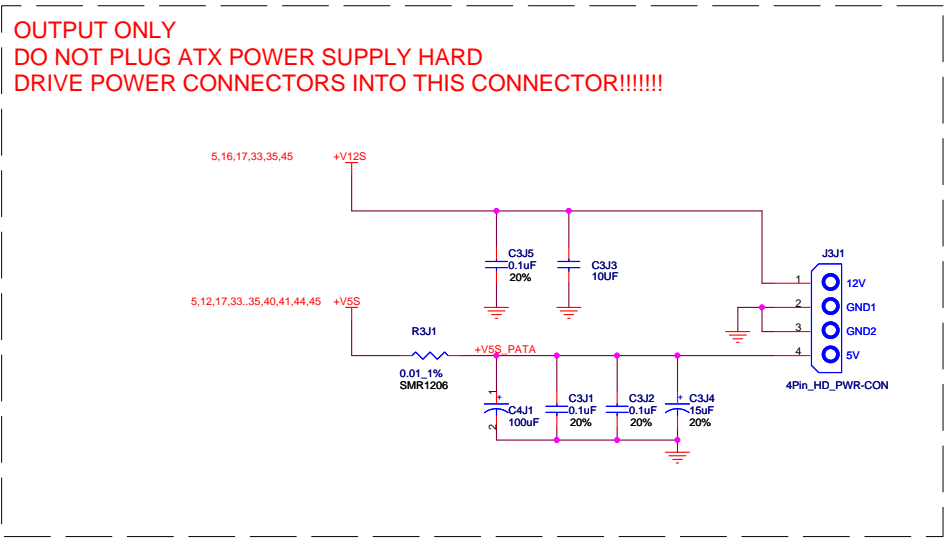 OUTPUT ONLY
DO NOT PLUG ATX POWER SUPPLY HARD
DRIVE POWER CONNECTORS INTO THIS CONNECTOR!!!!!!!
5,16,17,33,35,45 +V12S
C3J5
0.1uF
20%
C3J3
10UF
J3J1
1 12V
2 GND1
3 GND2
4 5V
4Pin_HD_PWR-CON
5,12,17,33..35,40,41,44,45 +V5S
R3J1
0.01_1%
SMR1206
+V5S_PATA
1
+
C4J1
100uF
2
C3J1
0.1uF
20%
C3J2
0.1uF
20%
+
C3J4
15uF
20%